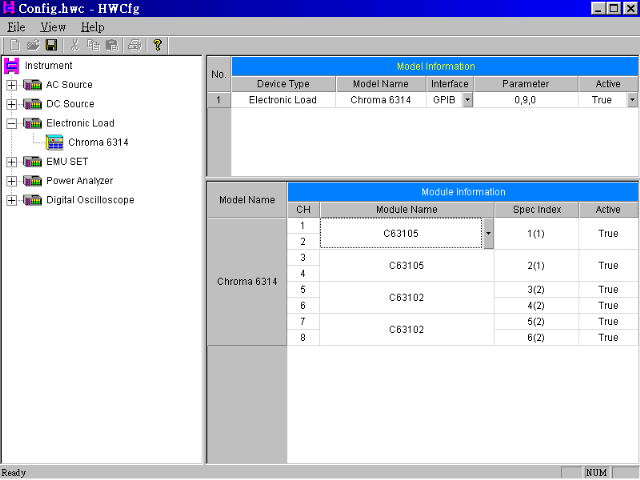 Config.hwc - HWCfg
File View Help
Instrument
AC Source
DC Source
Electronic Load
Chroma 6314
EMU SET
Power Analyzer
Digital Oscilloscope
No. Model Information
Device Type Model Name Interface Parameter Active
1 Electronic Load Chroma 6314 GPIB 0,9,0 True
Model Name Module Information
CH Module Name Spec Index Active
Chroma 6314
1 C63105 1(1) True
2
3 C63105 2(1) True
4
5 C63102 3(2) True
6 4(2) True
7 C63102 5(2) True
8 6(2) True
Ready NUM